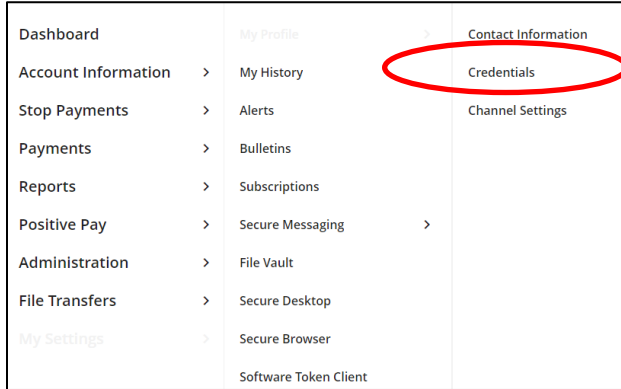 Dashboard
Account Information
Stop Payments
Payments
Reports
Positive Pay
Administration
File Transfers
My Settings
My Profile
My History
Alerts
Bulletins
Subscriptions
Secure Messaging
File Vault
Secure Desktop
Secure Browser
Software Token Client
Contact Information
Credentials
Channel Settings